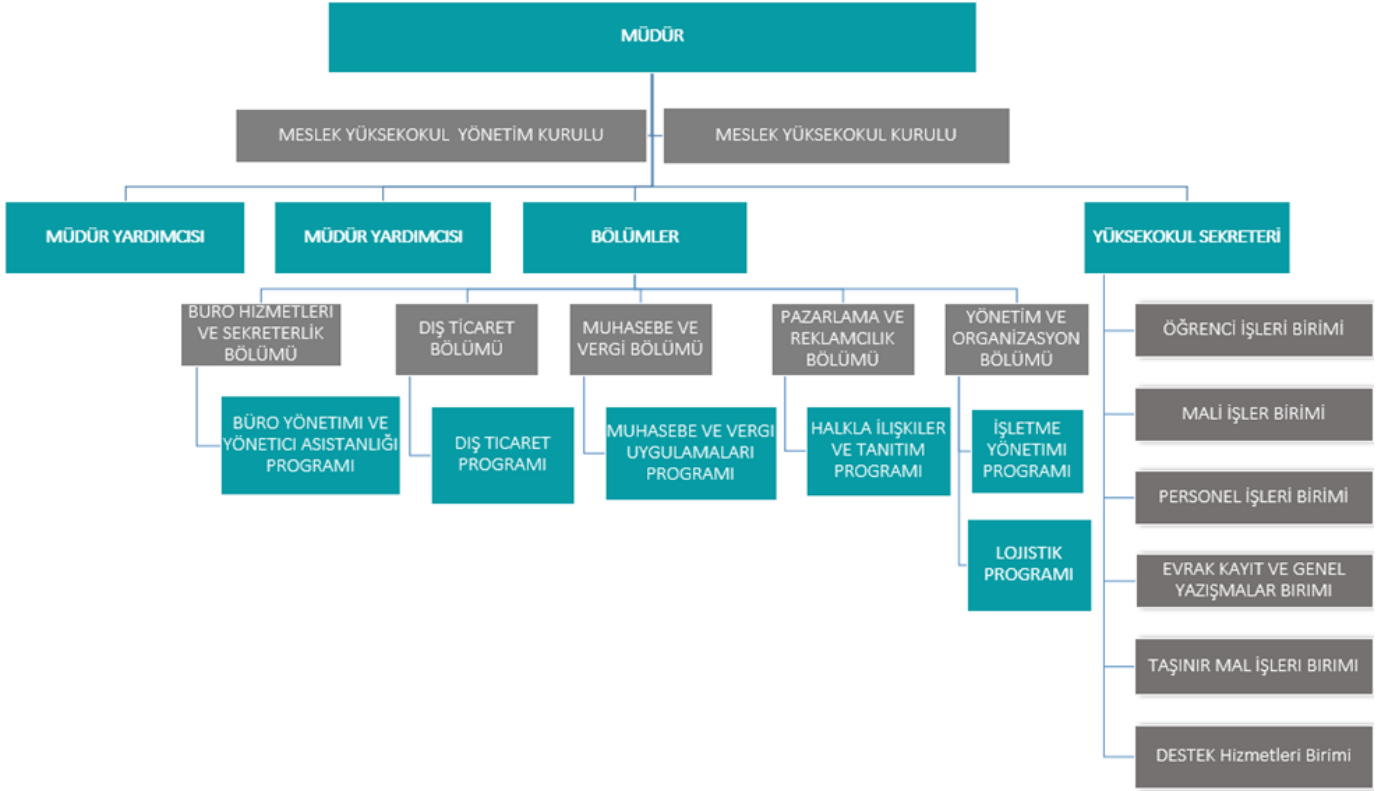 MÜDÜR
MESLEK YÜKSEKOKUL YÖNETİM KURULU
MESLEK YÜKSEKOKUL KURULU
MÜDÜR YARDIMCISI
MÜDÜR YARDIMCISI
BÖLÜMLER
YÜKSEKOKUL SEKRETERİ
BÜRO HİZMETLERİ
VE SEKRETERLİK
BÖLÜMÜ
DIŞ TİCARET
BÖLÜMÜ
MUHASEBE VE
VERGİ BÖLÜMÜ
PAZARLAMA VE
REKLAMCILIK
BÖLÜMÜ
YÖNETİM VE
ORGANİZASYON
BÖLÜMÜ
BÜRO YÖNETIMI VE
YÖNETICI ASISTANLIĞI
PROGRAMI
DIŞ TICARET
PROGRAMI
MUHASEBE VE VERGI
UYGULAMALARI
PROGRAMI
HALKLA İLIŞKILER
VE TANITIM
PROGRAMI
İŞLETME
YÖNETIMI
PROGRAMI
LOJISTIK
PROGRAMI
ÖĞRENCİ İŞLERİ BİRİMİ
MALİ İŞLER BİRİMİ
PERSONEL İŞLERİ BİRİMİ
EVRAK KAYIT VE GENEL
YAZIŞMALAR BIRIMI
TAŞINIR MAL İŞLERI BIRIMI
DESTEK Hizmetleri Birimi